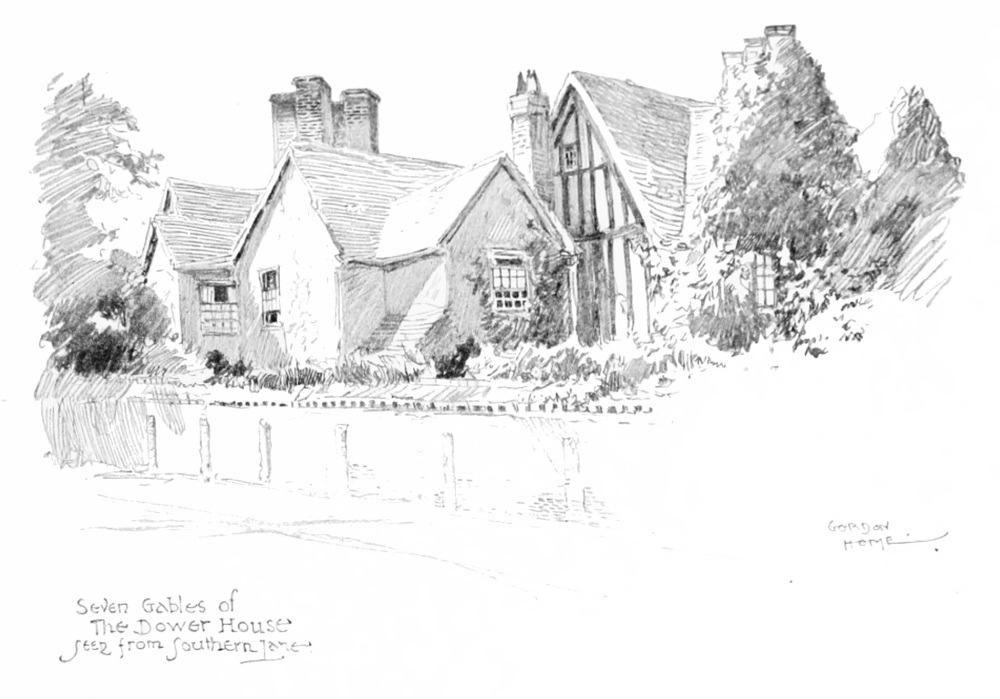 GORDON
HOME
Seven Gables of
The Dower House
seen from Southern Lane.